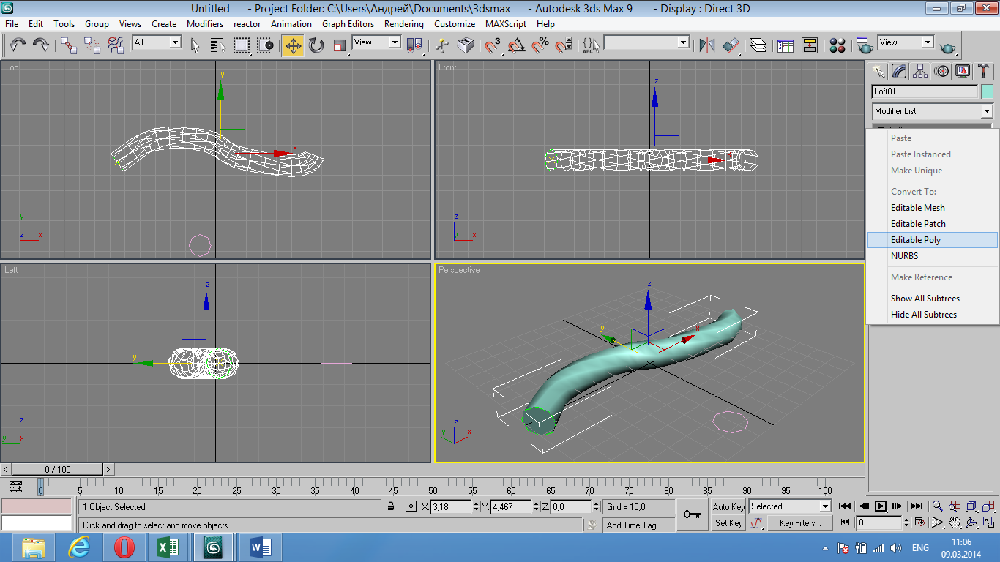 Untitled - Project Folder: C:\Users\Андрей\Documents\3dsmax - Autodesk 3ds Max 9 - Display : Direct 3D
File Edit Tools Group Views Create Modifiers reactor Animation Graph Editors Rendering Customize MAXScript Help
All View 3 View
Top
y
x
y
z x
Front
z
x
z
y x
Left
z
y
z
y x
Perspective
z
y
x
z
y x
Loft01
Modifier List
Paste
Paste Instanced
Make Unique
Convert To:
Editable Mesh
Editable Patch
Editable Poly
NURBS
Make Reference
Show All Subtrees
Hide All Subtrees
0 / 100
0 5 10 15 20 25 30 35 40 45 50 55 60 65 70 75 80 85 90 95 100
1 Object Selected X: 3,18 Y: 4,467 Z: 0,0 Grid = 10,0 Auto Key Selected
Click and drag to select and move objects Add Time Tag Set Key Key Filters... 0
ENG
11:06
09.03.2014